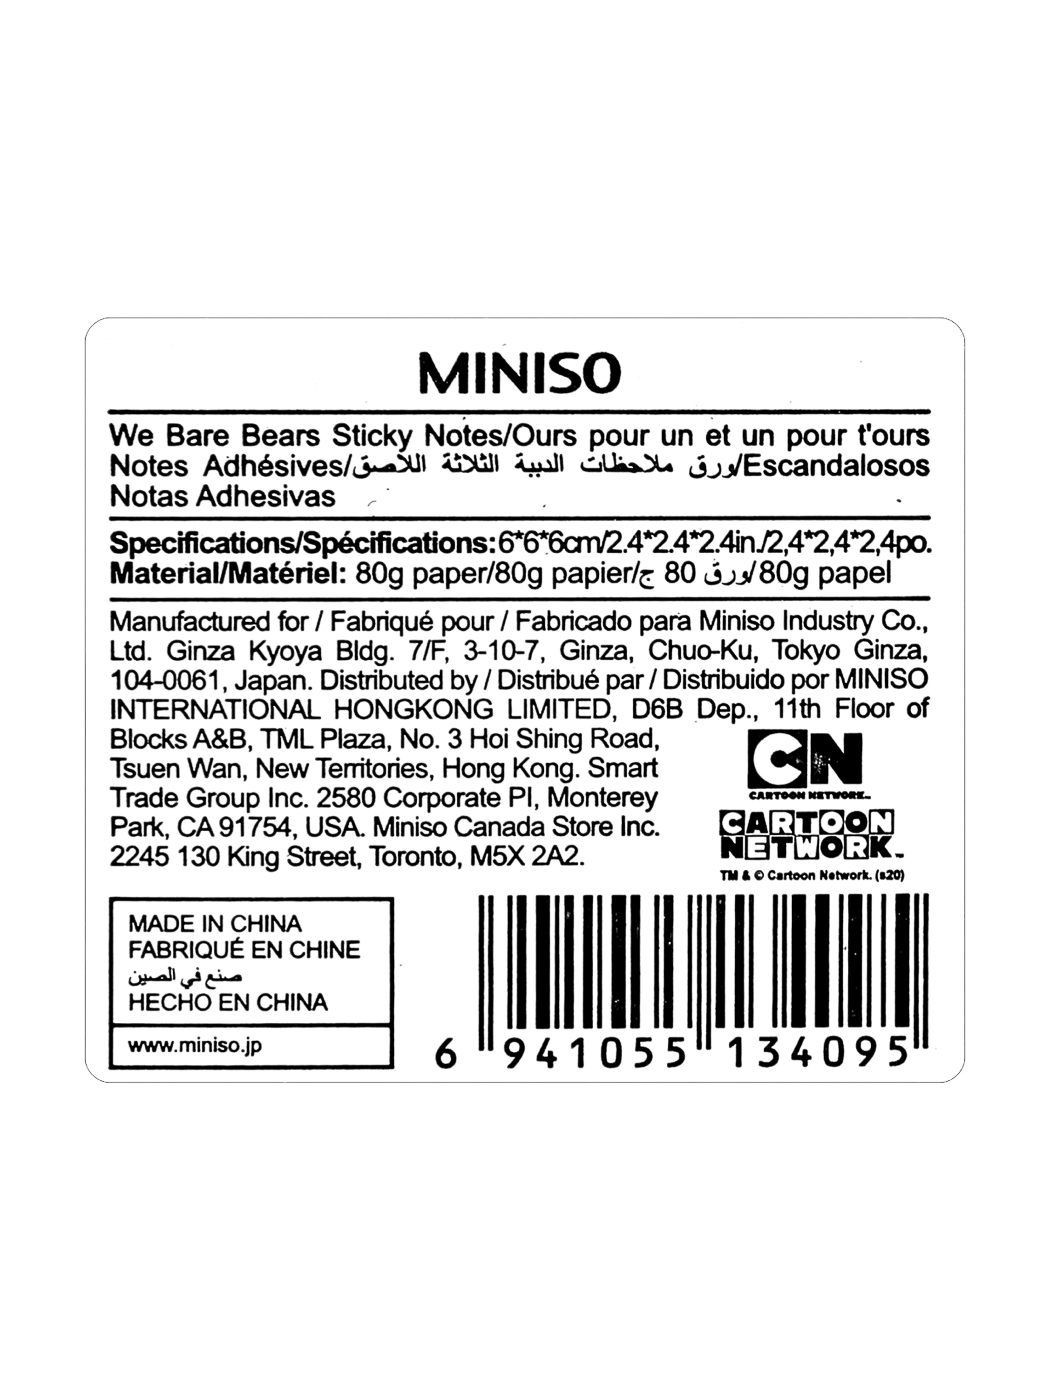 MINISO
We Bare Bears Sticky Notes/Ours pour un et un pour t'ours
Notes Adhésives/ورق ملاحظات الدببة الثلاثة اللاصق/Escandalosos
Notas Adhesivas
Specifications/Spécifications:6*6*6cm/2.4*2.4*2.4in./2,4*2,4*2,4po.
Material/Matériel: 80g paper/80g papier/ورق 80 ج/80g papel
Manufactured for / Fabriqué pour / Fabricado para Miniso Industry Co.,
Ltd. Ginza Kyoya Bldg. 7/F, 3-10-7, Ginza, Chuo-Ku, Tokyo Ginza,
104-0061, Japan. Distributed by / Distribué par / Distribuido por MINISO
INTERNATIONAL HONGKONG LIMITED, D6B Dep., 11th Floor of
Blocks A&B, TML Plaza, No. 3 Hoi Shing Road,
Tsuen Wan, New Territories, Hong Kong. Smart
Trade Group Inc. 2580 Corporate Pl, Monterey
Park, CA 91754, USA. Miniso Canada Store Inc.
2245 130 King Street, Toronto, M5X 2A2.
CN
CARTOON NETWORK™
CARTOON
NETWORK™
TM & © Cartoon Network. (s20)
MADE IN CHINA
FABRIQUÉ EN CHINE
صنع في الصين
HECHO EN CHINA
www.miniso.jp
6 941055 134095